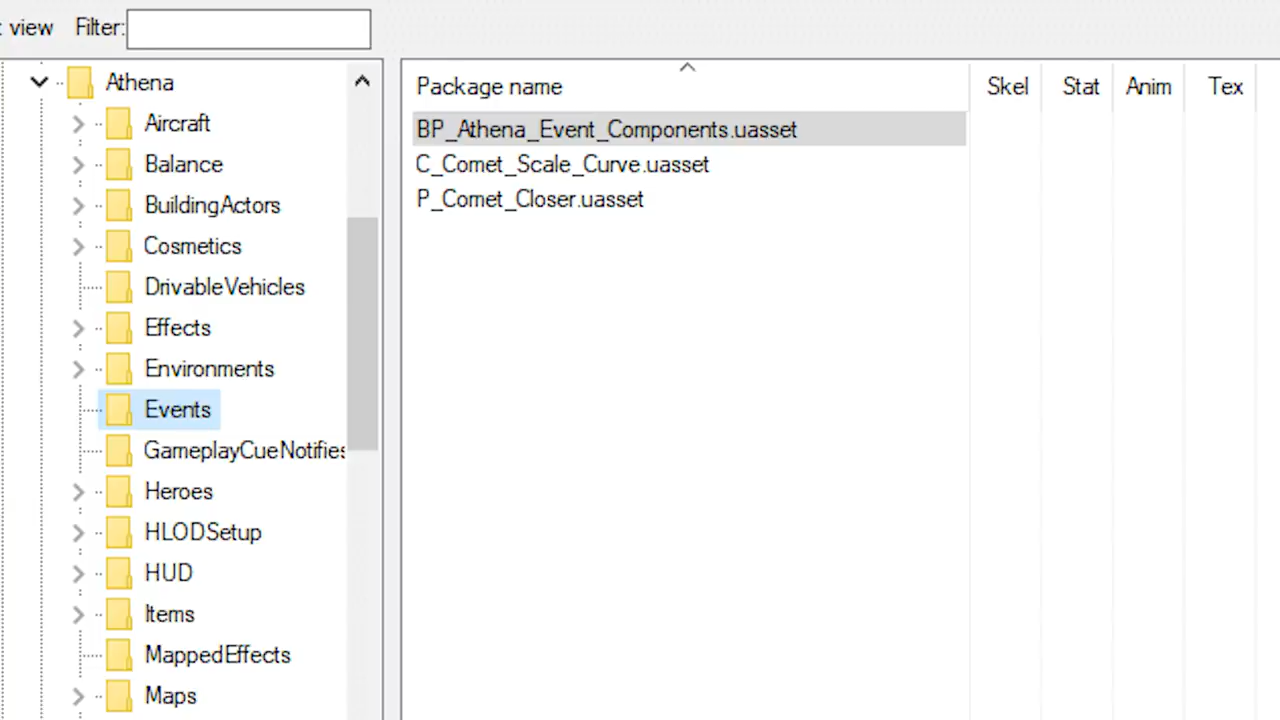 view Filter:
Athena
Aircraft
Balance
BuildingActors
Cosmetics
DrivableVehicles
Effects
Environments
Events
GameplayCueNotifies
Heroes
HLODSetup
HUD
Items
MappedEffects
Maps
Package name Skel Stat Anim Tex
BP_Athena_Event_Components.uasset
C_Comet_Scale_Curve.uasset
P_Comet_Closer.uasset